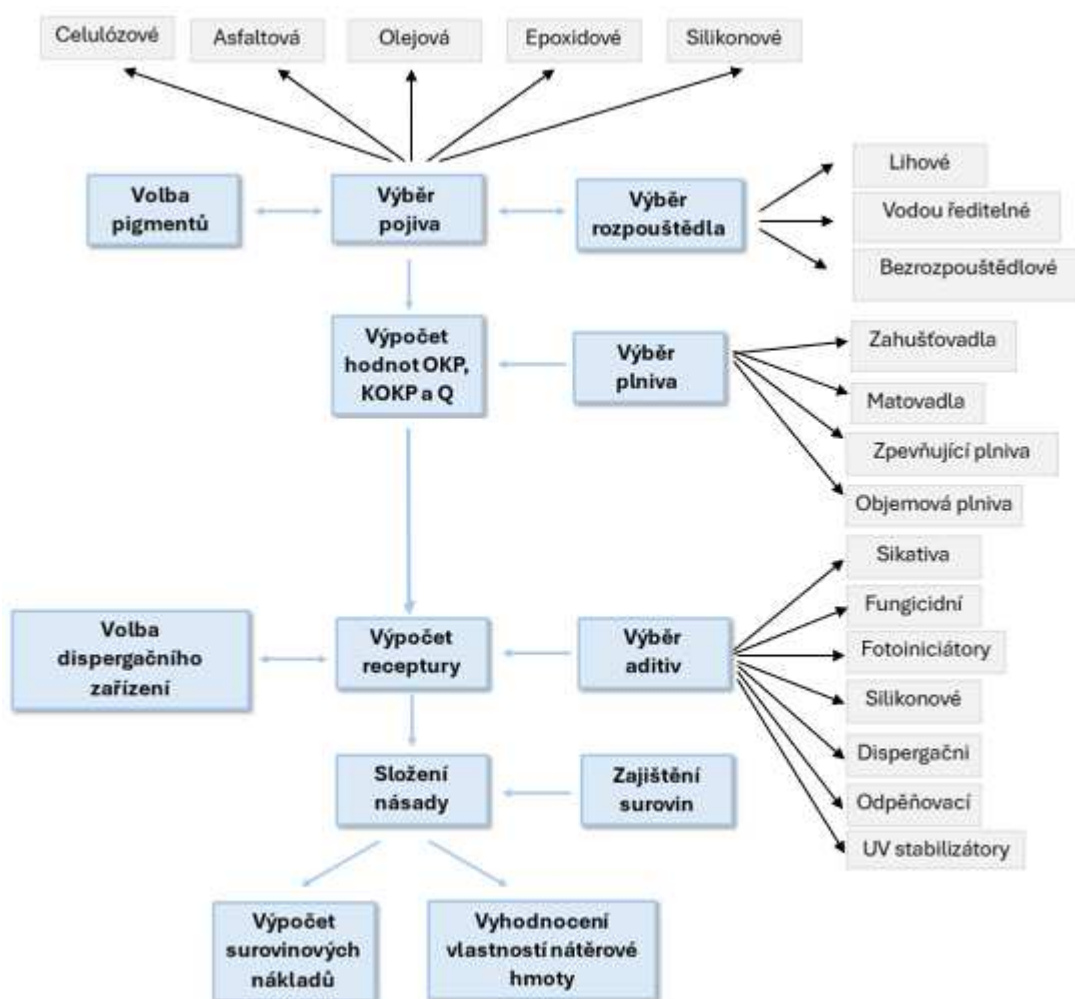 Celulózové
Asfaltová
Olejová
Epoxidové
Silikonové
Volba
pigmentů
Výběr
pojiva
Výběr
rozpouštědla
Lihové
Vodou ředitelné
Bezrozpouštědlové
Výpočet
hodnot OKP,
KOKP a Q
Výběr
plniva
Zahušťovadla
Matovadla
Zpevňující plniva
Objemová plniva
Volba
dispergačního
zařízení
Výpočet
receptury
Výběr
aditiv
Sikativa
Fungicidní
Fotoiniciátory
Silikonové
Dispergačni
Odpěňovací
UV stabilizátory
Složení
násady
Zajištění
surovin
Výpočet
surovinových
nákladů
Vyhodnocení
vlastností nátěrové
hmoty